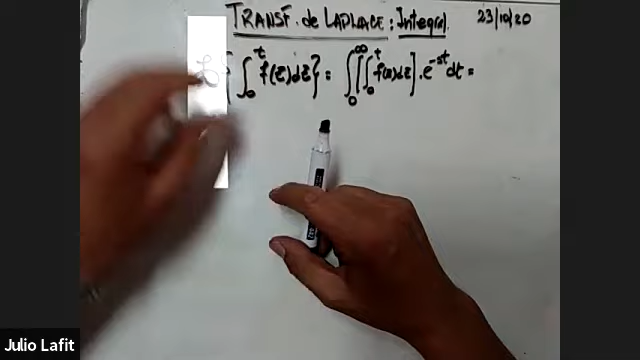 TRANSF. de LAPLACE: Integral 23/10/20
ℒ{∫₀ᵗ f(τ)dτ} = ∫₀^∞ [∫₀ᵗ f(τ)dτ] . e^(-st) dt =
Julio Lafit